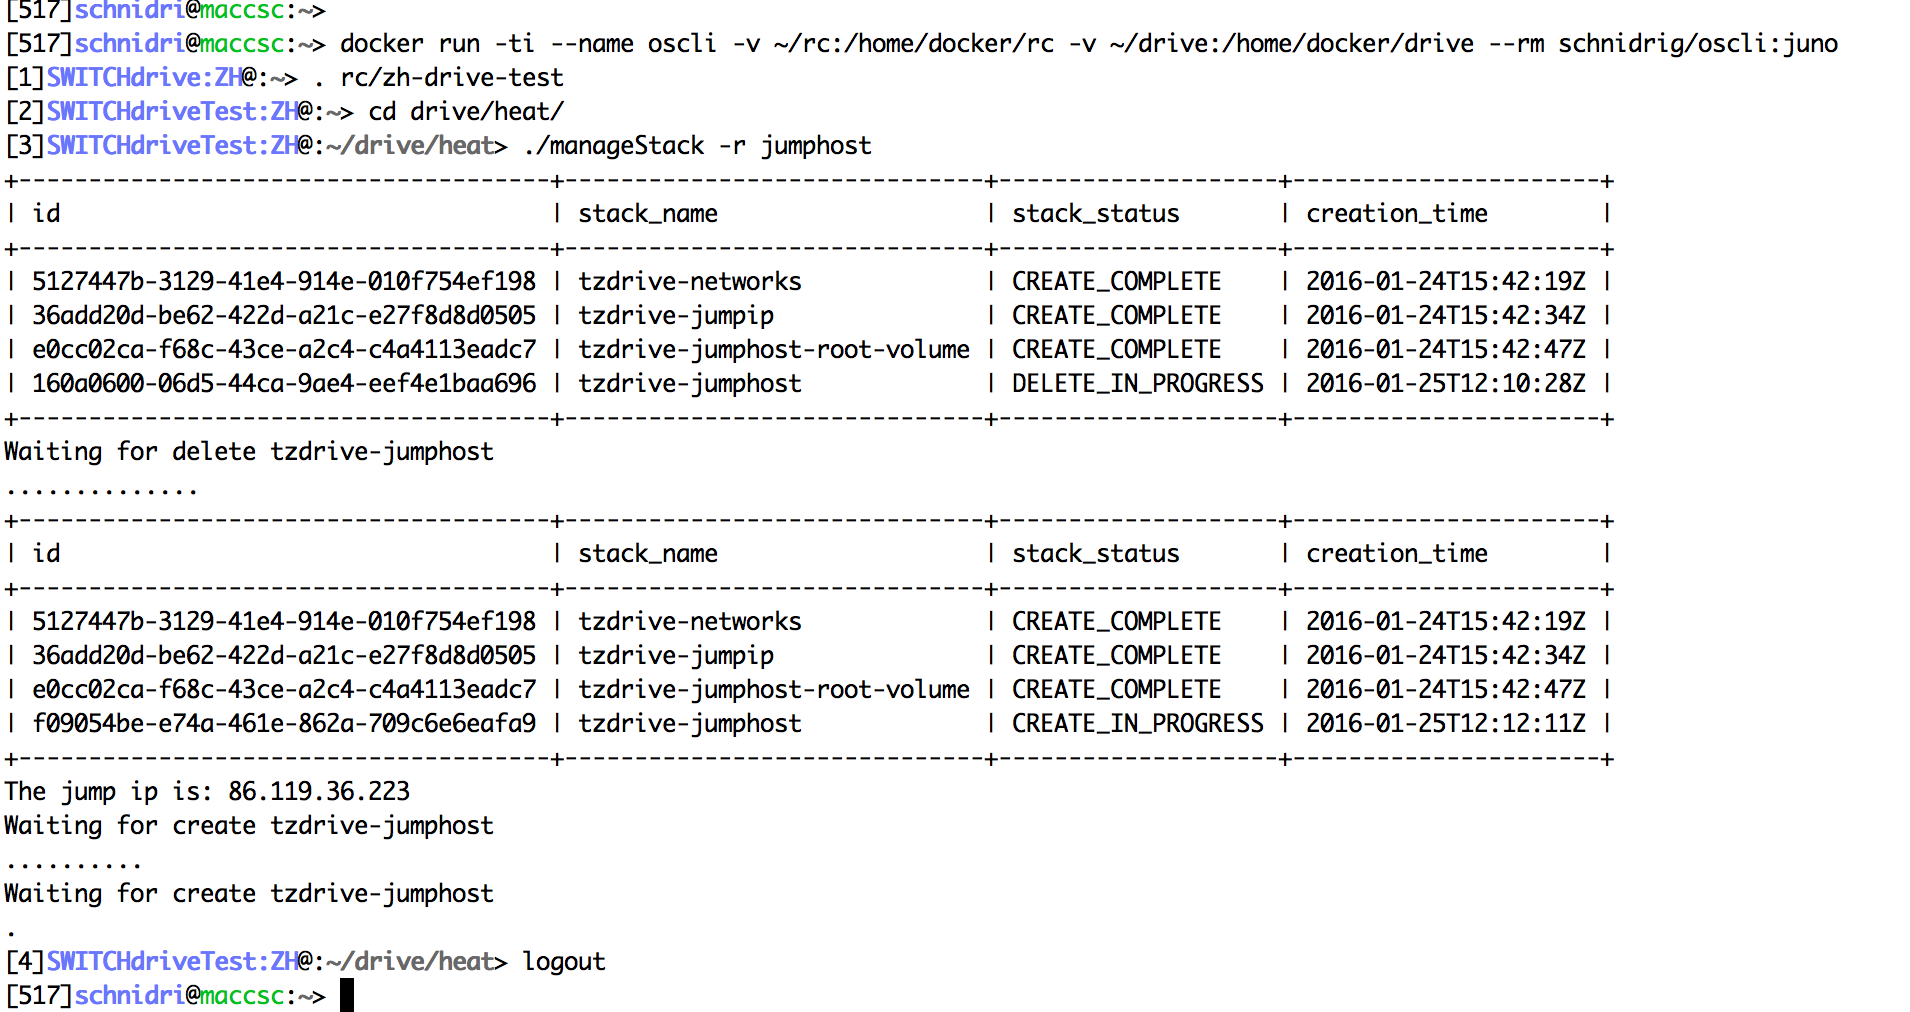 [517]schnidri@maccsc:~>
[517]schnidri@maccsc:~> docker run -ti --name oscli -v ~/rc:/home/docker/rc -v ~/drive:/home/docker/drive --rm schnidrig/oscli:juno
[1]SWITCHdrive:ZH@:~> . rc/zh-drive-test
[2]SWITCHdriveTest:ZH@:~> cd drive/heat/
[3]SWITCHdriveTest:ZH@:~/drive/heat> ./manageStack -r jumphost
+--------------------------------------+------------------------------+--------------------+----------------------+
| id                                   | stack_name                   | stack_status       | creation_time        |
+--------------------------------------+------------------------------+--------------------+----------------------+
| 5127447b-3129-41e4-914e-010f754ef198 | tzdrive-networks             | CREATE_COMPLETE    | 2016-01-24T15:42:19Z |
| 36add20d-be62-422d-a21c-e27f8d8d0505 | tzdrive-jumpip               | CREATE_COMPLETE    | 2016-01-24T15:42:34Z |
| e0cc02ca-f68c-43ce-a2c4-c4a4113eadc7 | tzdrive-jumphost-root-volume | CREATE_COMPLETE    | 2016-01-24T15:42:47Z |
| 160a0600-06d5-44ca-9ae4-eef4e1baa696 | tzdrive-jumphost             | DELETE_IN_PROGRESS | 2016-01-25T12:10:28Z |
+--------------------------------------+------------------------------+--------------------+----------------------+
Waiting for delete tzdrive-jumphost
..............
+--------------------------------------+------------------------------+--------------------+----------------------+
| id                                   | stack_name                   | stack_status       | creation_time        |
+--------------------------------------+------------------------------+--------------------+----------------------+
| 5127447b-3129-41e4-914e-010f754ef198 | tzdrive-networks             | CREATE_COMPLETE    | 2016-01-24T15:42:19Z |
| 36add20d-be62-422d-a21c-e27f8d8d0505 | tzdrive-jumpip               | CREATE_COMPLETE    | 2016-01-24T15:42:34Z |
| e0cc02ca-f68c-43ce-a2c4-c4a4113eadc7 | tzdrive-jumphost-root-volume | CREATE_COMPLETE    | 2016-01-24T15:42:47Z |
| f09054be-e74a-461e-862a-709c6e6eafa9 | tzdrive-jumphost             | CREATE_IN_PROGRESS | 2016-01-25T12:12:11Z |
+--------------------------------------+------------------------------+--------------------+----------------------+
The jump ip is: 86.119.36.223
Waiting for create tzdrive-jumphost
..........
Waiting for create tzdrive-jumphost
.
[4]SWITCHdriveTest:ZH@:~/drive/heat> logout
[517]schnidri@maccsc:~>